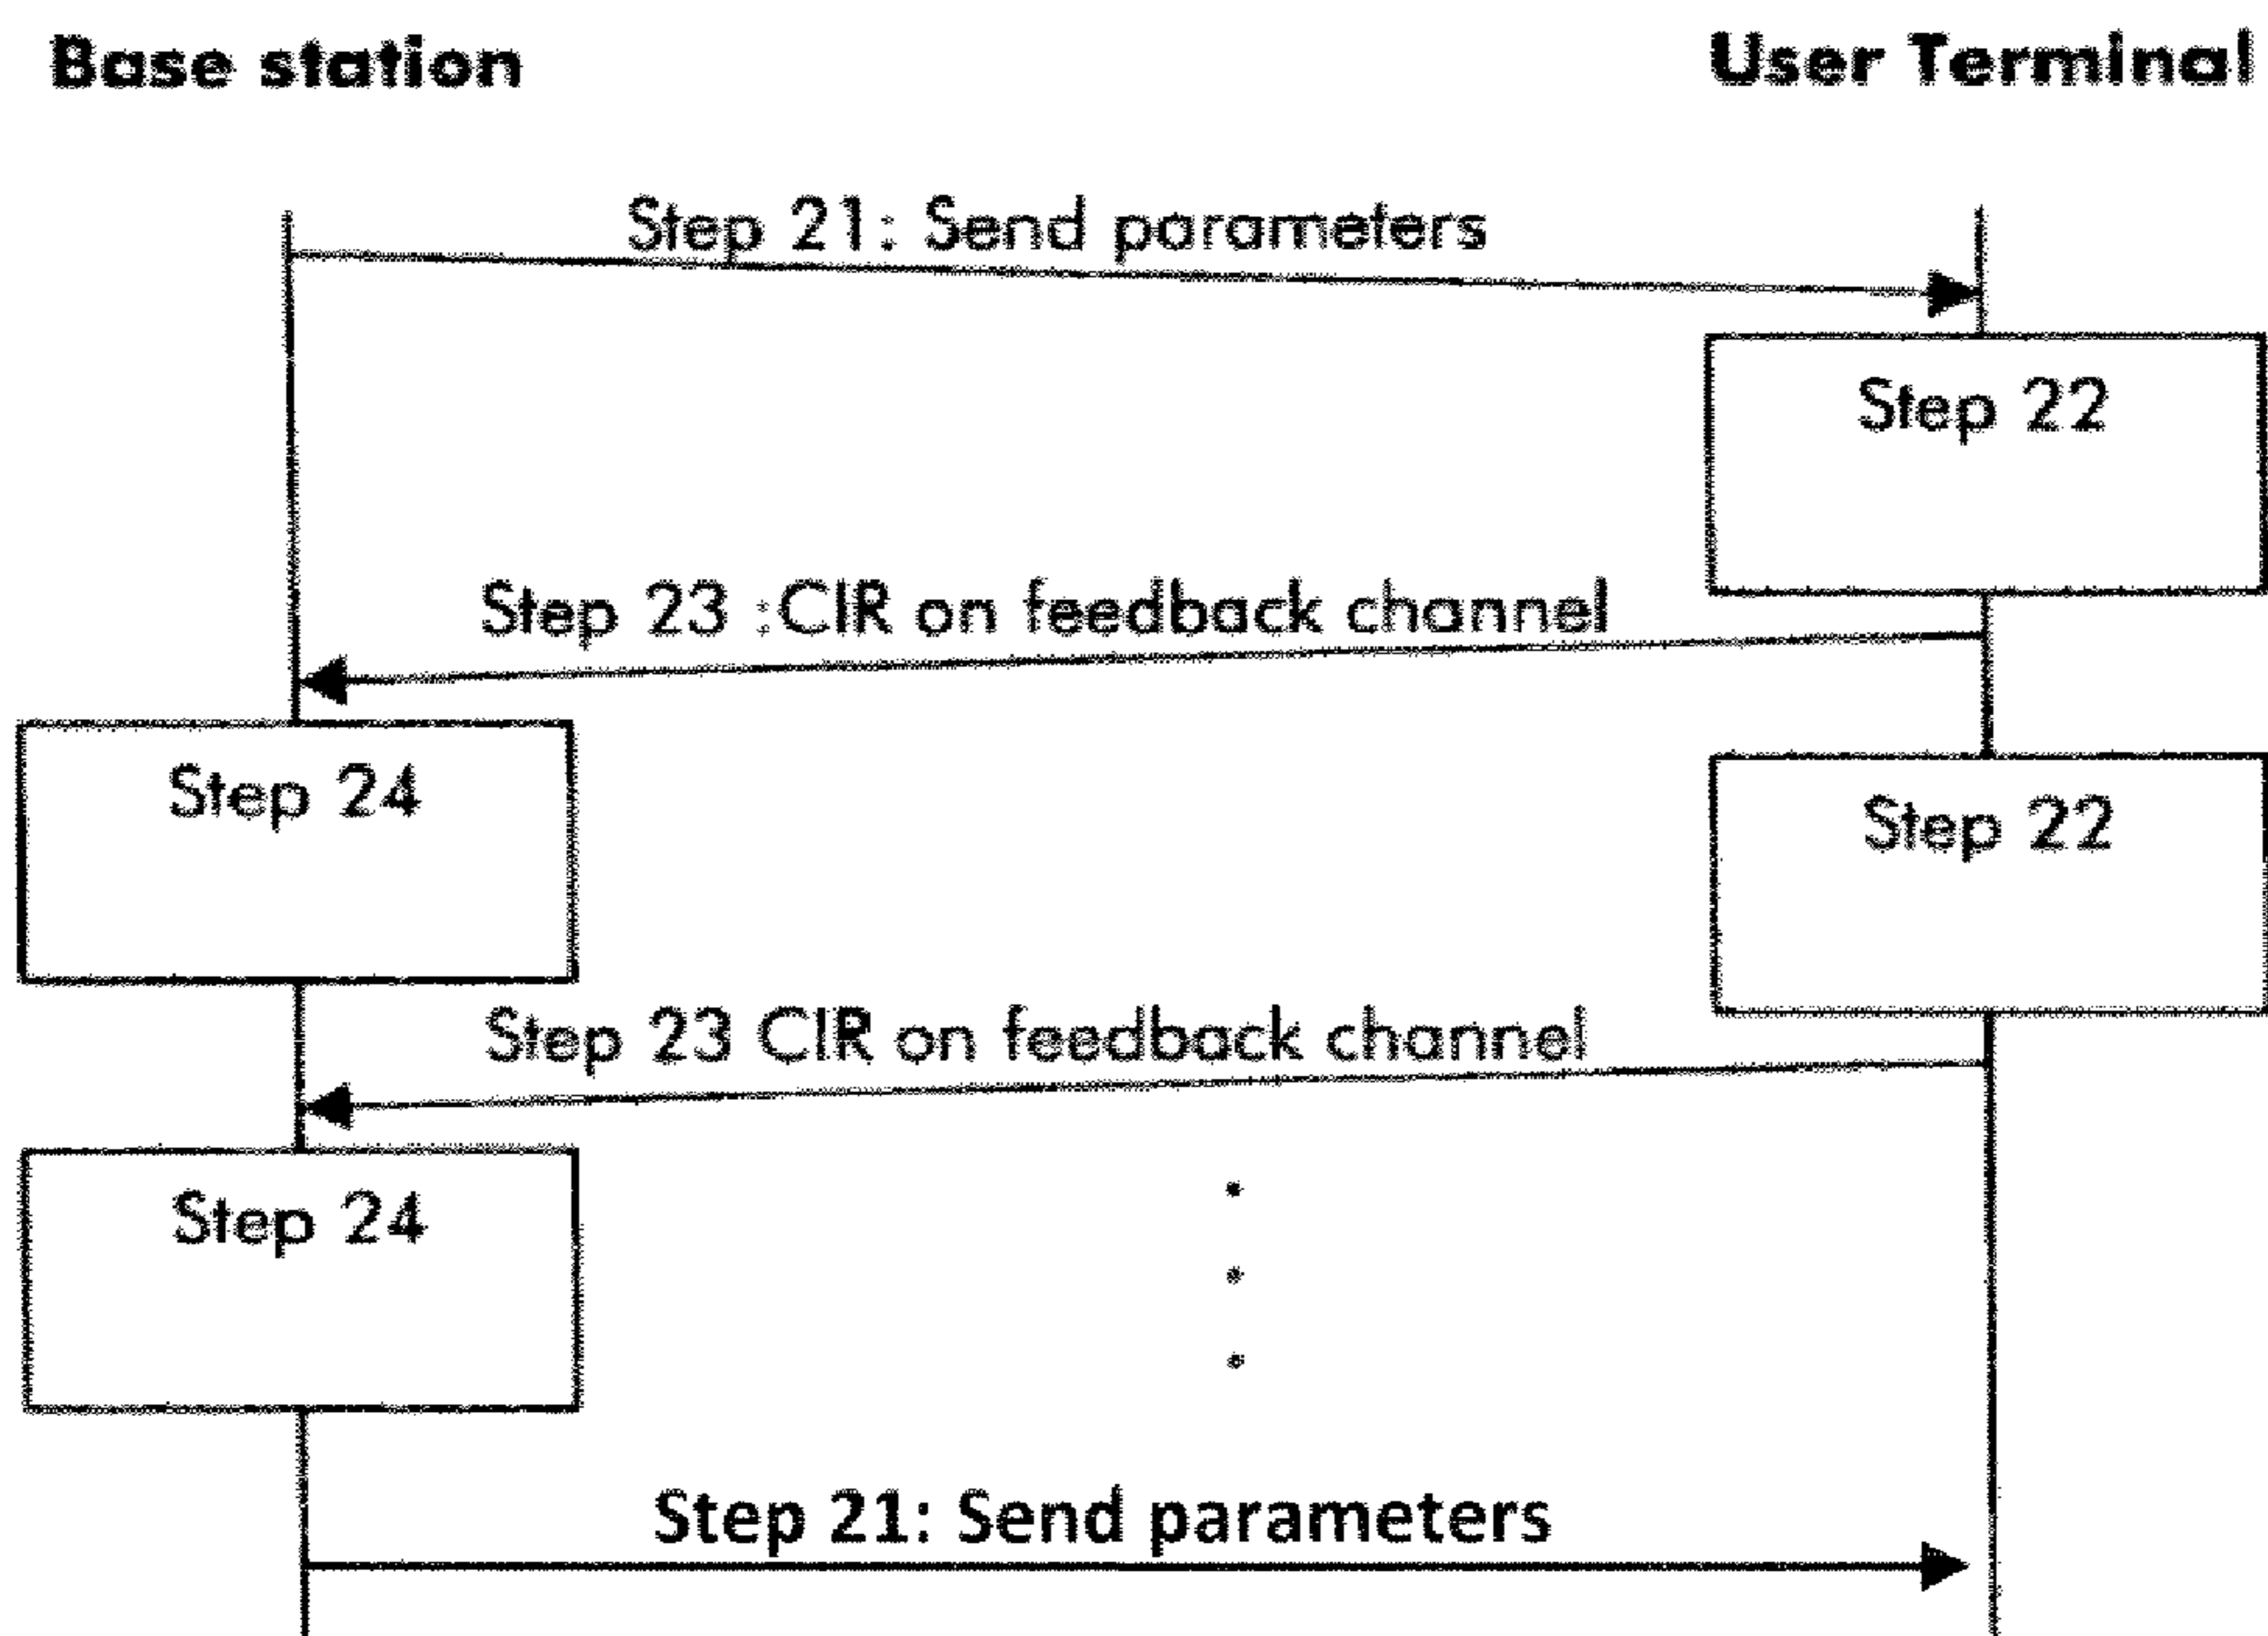 Base station
User Terminal
Step 21: Send parameters
Step 22
Step 23 :CIR on feedback channel
Step 24
Step 22
Step 23 CIR on feedback channel
Step 24
Step 21: Send parameters